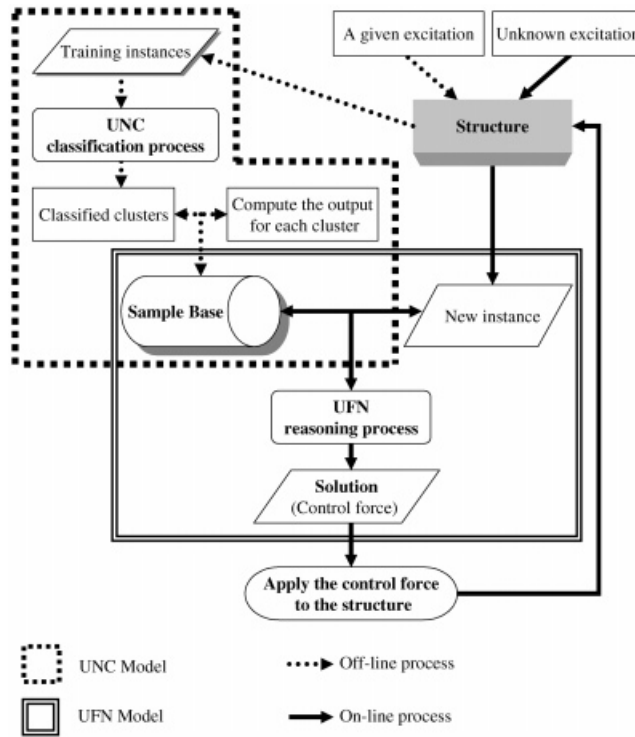 Training instances
A given excitation
Unknown excitation
UNC
classification process
Structure
Classified clusters
Compute the output
for each cluster
Sample Base
New instance
UFN
reasoning process
Solution
(Control force)
Apply the control force
to the structure
UNC Model
Off-line process
UFN Model
On-line process